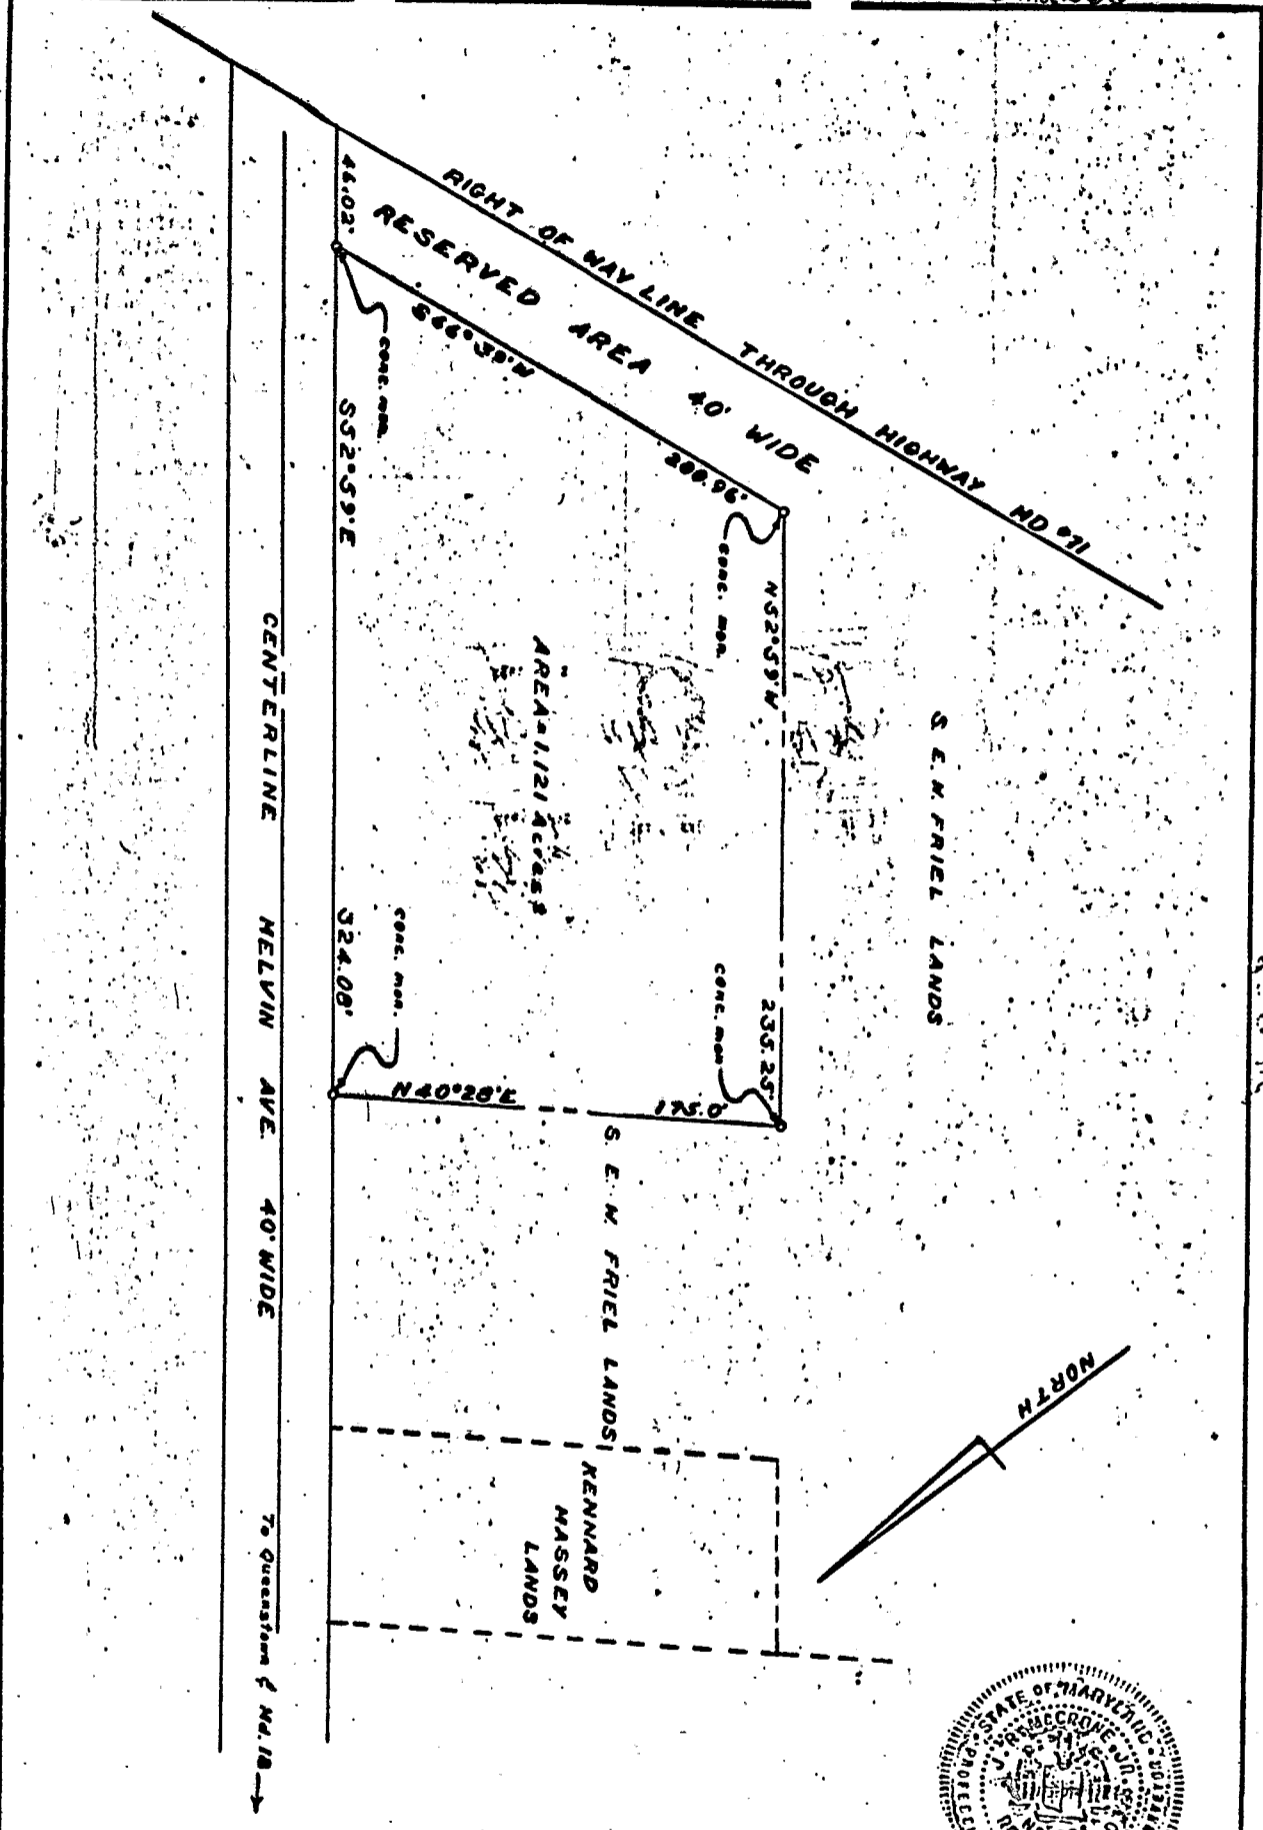 RIGHT OF WAY LINE THROUGH HIGHWAY MD #71
RESERVED AREA 40' WIDE
46.02'
S66°39'W
200.96'
conc. mon.
conc. mon.
S52°59'E
324.08'
N52°59'W
235.25'
AREA=1.121 Acres±
S. E. W. FRIEL LANDS
conc. mon.
conc. mon
N40°28'E
175.0'
S. E. W. FRIEL LANDS
CENTERLINE MELVIN AVE. 40' WIDE
To Queenstown & Md. 18
KENNARD
MASSEY
LANDS
NORTH
STATE OF MARYLAND